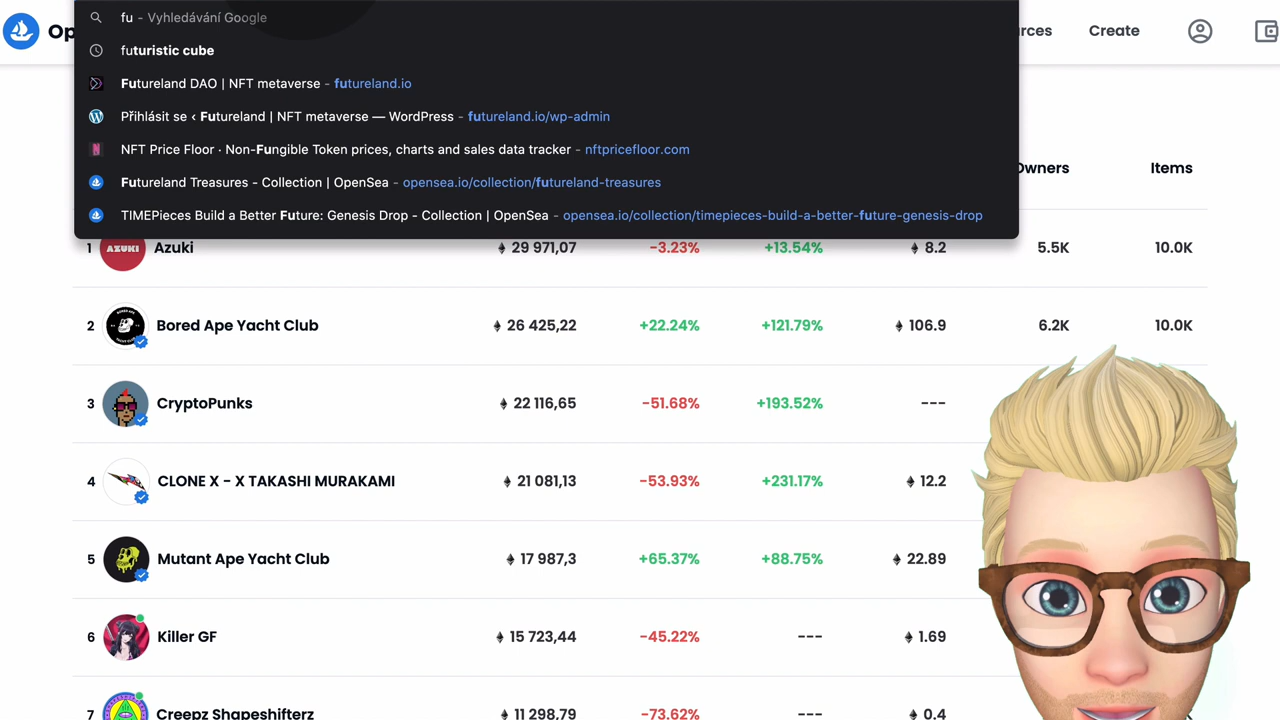 fu - Vyhledávání Google
Op
rces
Create
futuristic cube
Futureland DAO | NFT metaverse - futureland.io
Přihlásit se ‹ Futureland | NFT metaverse — WordPress - futureland.io/wp-admin
NFT Price Floor · Non-Fungible Token prices, charts and sales data tracker - nftpricefloor.com
Owners
Items
Futureland Treasures - Collection | OpenSea - opensea.io/collection/futureland-treasures
TIMEPieces Build a Better Future: Genesis Drop - Collection | OpenSea - opensea.io/collection/timepieces-build-a-better-future-genesis-drop
1 AZUKI Azuki 29 971,07 -3.23% +13.54% 8.2 5.5K 10.0K
2 Bored Ape Yacht Club 26 425,22 +22.24% +121.79% 106.9 6.2K 10.0K
3 CryptoPunks 22 116,65 -51.68% +193.52% ---
4 CLONE X - X TAKASHI MURAKAMI 21 081,13 -53.93% +231.17% 12.2
5 Mutant Ape Yacht Club 17 987,3 +65.37% +88.75% 22.89
6 Killer GF 15 723,44 -45.22% --- 1.69
7 Creepz Shapeshifterz 11 298,79 -73.62% --- 0.4